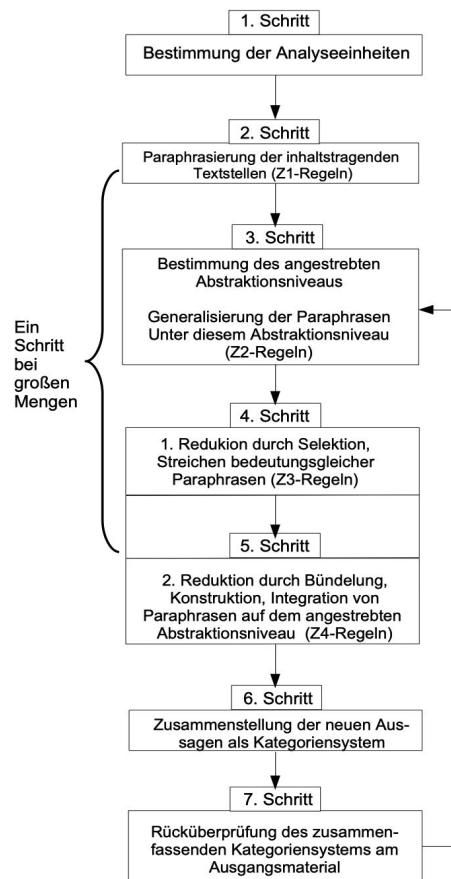 1. Schritt
Bestimmung der Analyseeinheiten
2. Schritt
Paraphrasierung der inhaltstragenden
Textstellen (Z1-Regeln)
3. Schritt
Bestimmung des angestrebten
Abstraktionsniveaus
Generalisierung der Paraphrasen
Unter diesem Abstraktionsniveau
(Z2-Regeln)
Ein
Schritt
bei
großen
Mengen
4. Schritt
1. Redukion durch Selektion,
Streichen bedeutungsgleicher
Paraphrasen (Z3-Regeln)
5. Schritt
2. Reduktion durch Bündelung,
Konstruktion, Integration von
Paraphrasen auf dem angestrebten
Abstraktionsniveau (Z4-Regeln)
6. Schritt
Zusammenstellung der neuen Aus-
sagen als Kategoriensystem
7. Schritt
Rücküberprüfung des zusammen-
fassenden Kategoriensystems am
Ausgangsmaterial